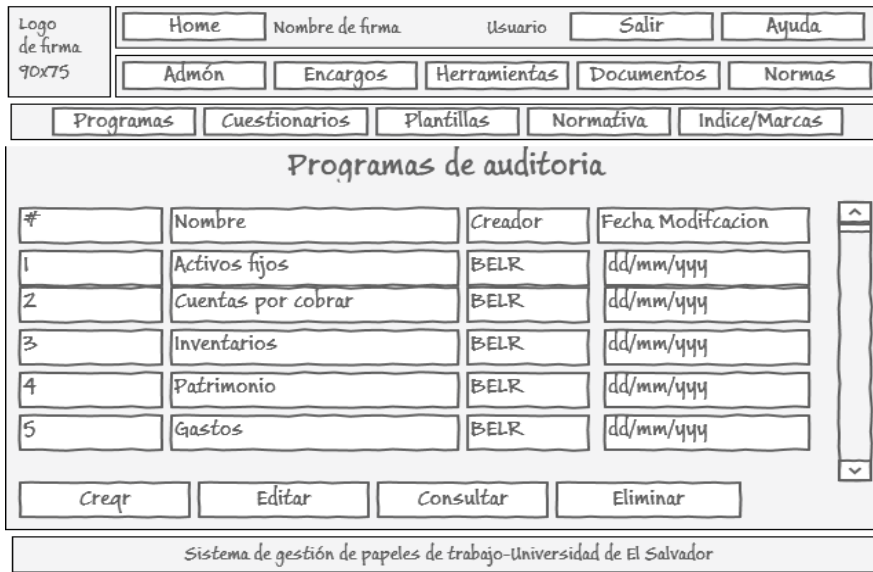 Logo
de firma
90x75
Home Nombre de firma Usuario Salir Ayuda
Admón Encargos Herramientas Documentos Normas
Programas Cuestionarios Plantillas Normativa Indice/Marcas
Programas de auditoria
# Nombre Creador Fecha Modifcacion
1 Activos fijos BELR dd/mm/yyy
2 Cuentas por cobrar BELR dd/mm/yyy
3 Inventarios BELR dd/mm/yyy
4 Patrimonio BELR dd/mm/yyy
5 Gastos BELR dd/mm/yyy
Creqr Editar Consultar Eliminar
Sistema de gestión de papeles de trabajo-Universidad de El Salvador